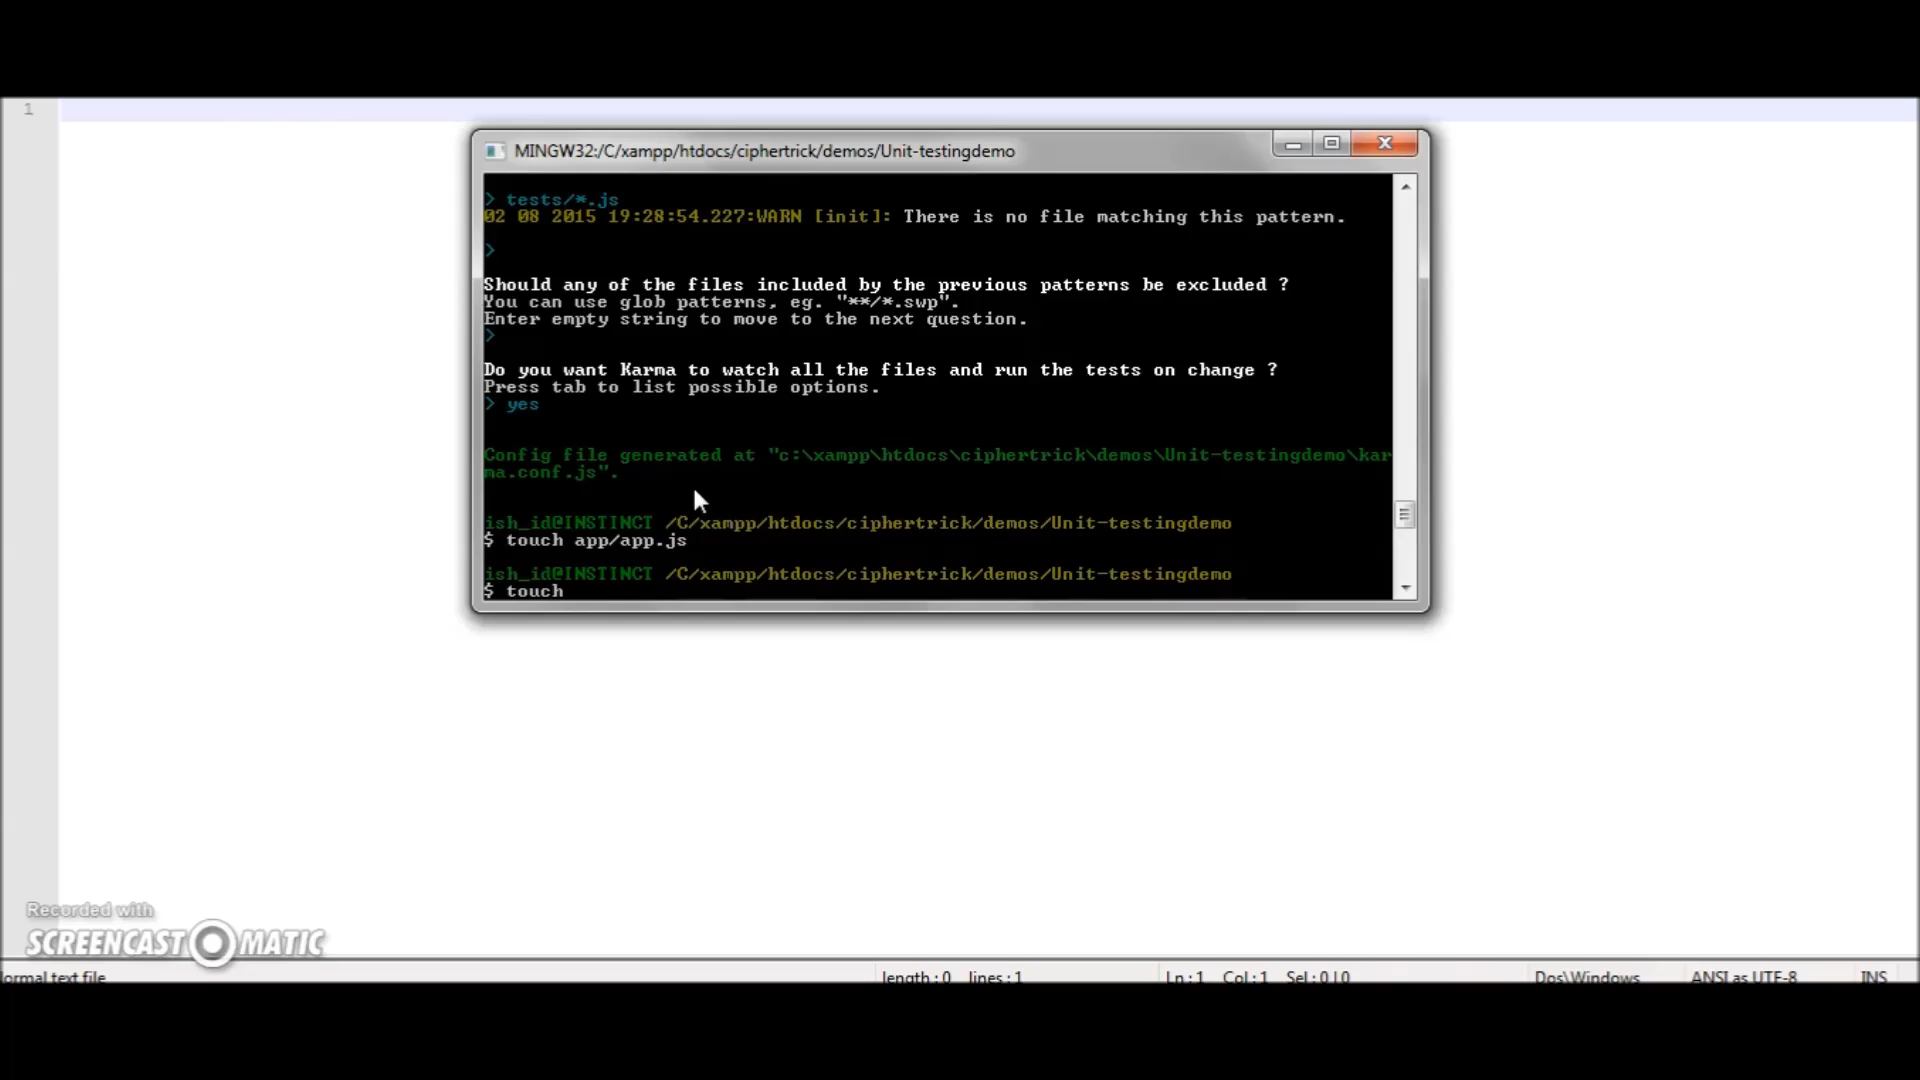 1
MINGW32:/C/xampp/htdocs/ciphertrick/demos/Unit-testingdemo
> tests/*.js
02 08 2015 19:28:54.227:WARN [init]: There is no file matching this pattern.
>
Should any of the files included by the previous patterns be excluded ?
You can use glob patterns, eg. "**/*.swp".
Enter empty string to move to the next question.
>
Do you want Karma to watch all the files and run the tests on change ?
Press tab to list possible options.
> yes
Config file generated at "c:\xampp\htdocs\ciphertrick\demos\Unit-testingdemo\kar
ma.conf.js".
ish_id@INSTINCT /C/xampp/htdocs/ciphertrick/demos/Unit-testingdemo
$ touch app/app.js
ish_id@INSTINCT /C/xampp/htdocs/ciphertrick/demos/Unit-testingdemo
$ touch
Recorded with
SCREENCAST O MATIC
ormal text file length : 0 lines : 1 Ln : 1 Col : 1 Sel : 0 | 0 Dos\Windows ANSI as UTF-8 INS